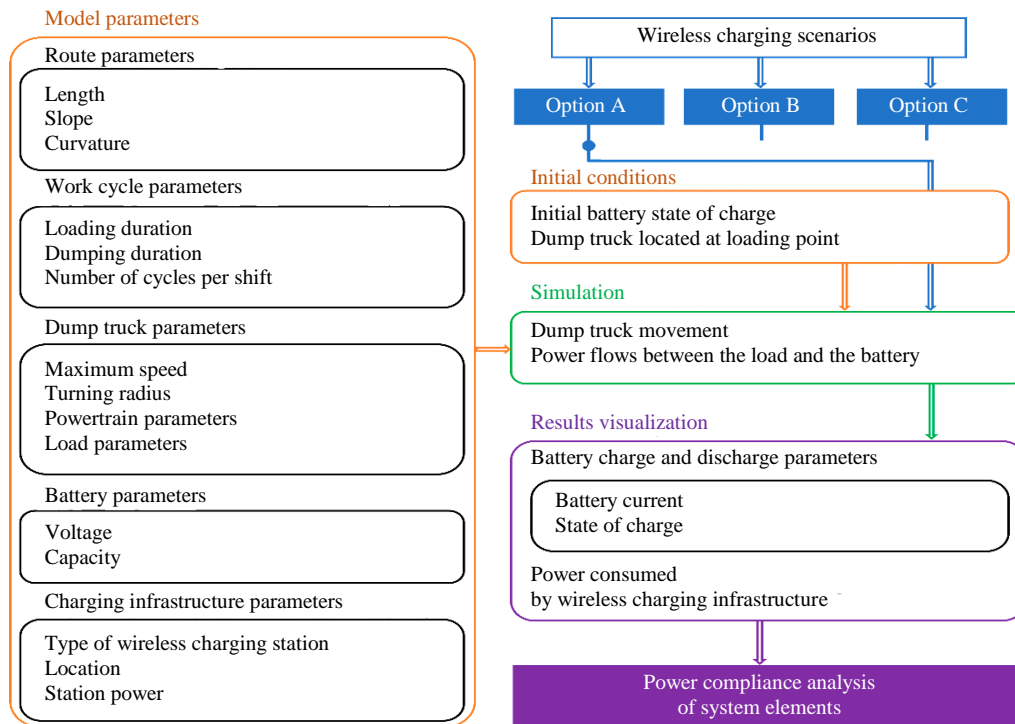 Model parameters
Route parameters
Length
Slope
Curvature
Work cycle parameters
Loading duration
Dumping duration
Number of cycles per shift
Dump truck parameters
Maximum speed
Turning radius
Powertrain parameters
Load parameters
Battery parameters
Voltage
Capacity
Charging infrastructure parameters
Type of wireless charging station
Location
Station power
Wireless charging scenarios
Option A
Option B
Option C
Initial conditions
Initial battery state of charge
Dump truck located at loading point
Simulation
Dump truck movement
Power flows between the load and the battery
Results visualization
Battery charge and discharge parameters
Battery current
State of charge
Power consumed
by wireless charging infrastructure
Power compliance analysis
of system elements